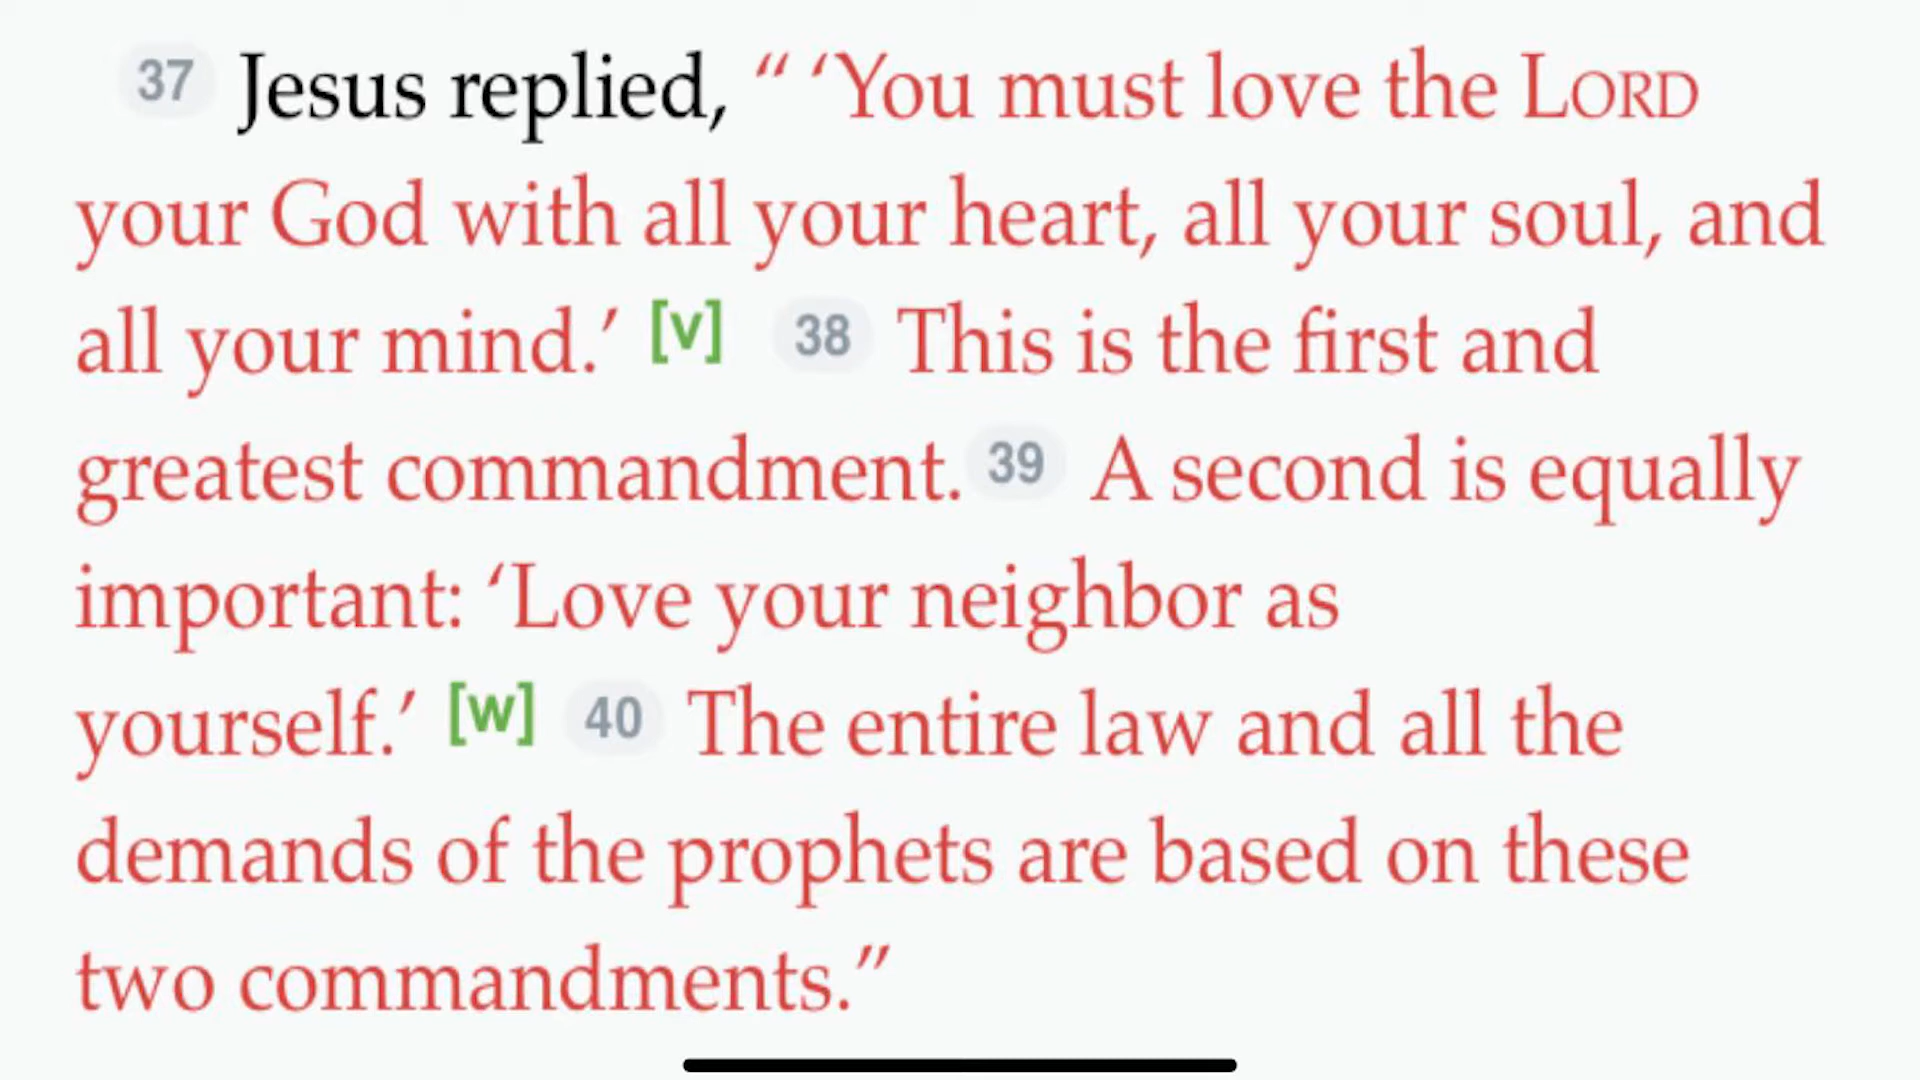 37 Jesus replied, “ ‘You must love the LORD
your God with all your heart, all your soul, and
all your mind.’ [v] 38 This is the first and
greatest commandment. 39 A second is equally
important: ‘Love your neighbor as
yourself.’ [w] 40 The entire law and all the
demands of the prophets are based on these
two commandments.”